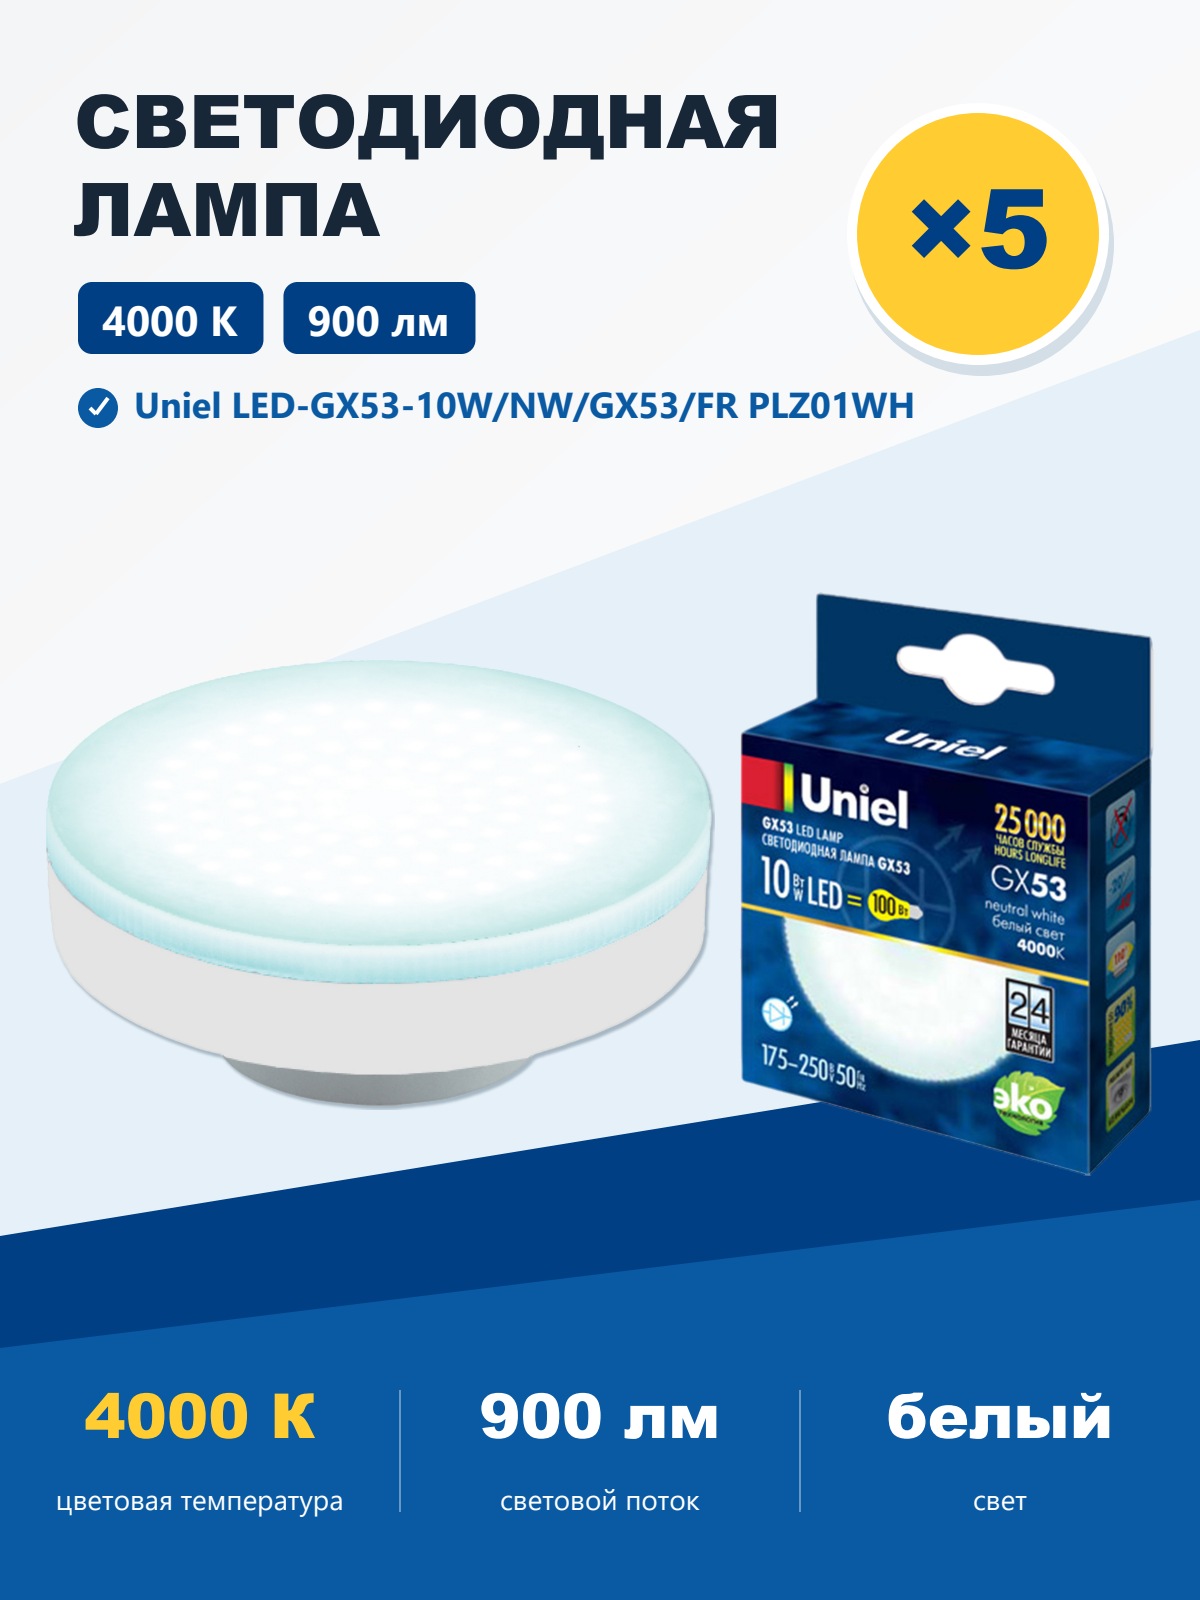 СВЕТОДИОДНАЯ
ЛАМПА
×5
4000 К
900 лм
Uniel LED-GX53-10W/NW/GX53/FR PLZ01WH
Uniel
Uniel
GX53 LED LAMP
СВЕТОДИОДНАЯ ЛАМПА GX53
10 Вт W LED = 100 Вт
25 000
ЧАСОВ СЛУЖБЫ
HOURS LONGLIFE
GX53
neutral white
белый свет
4000K
24
МЕСЯЦА
ГАРАНТИИ
175–250 В V 50 Гц Hz
эко
90%
4000 К
цветовая температура
900 лм
световой поток
белый
свет